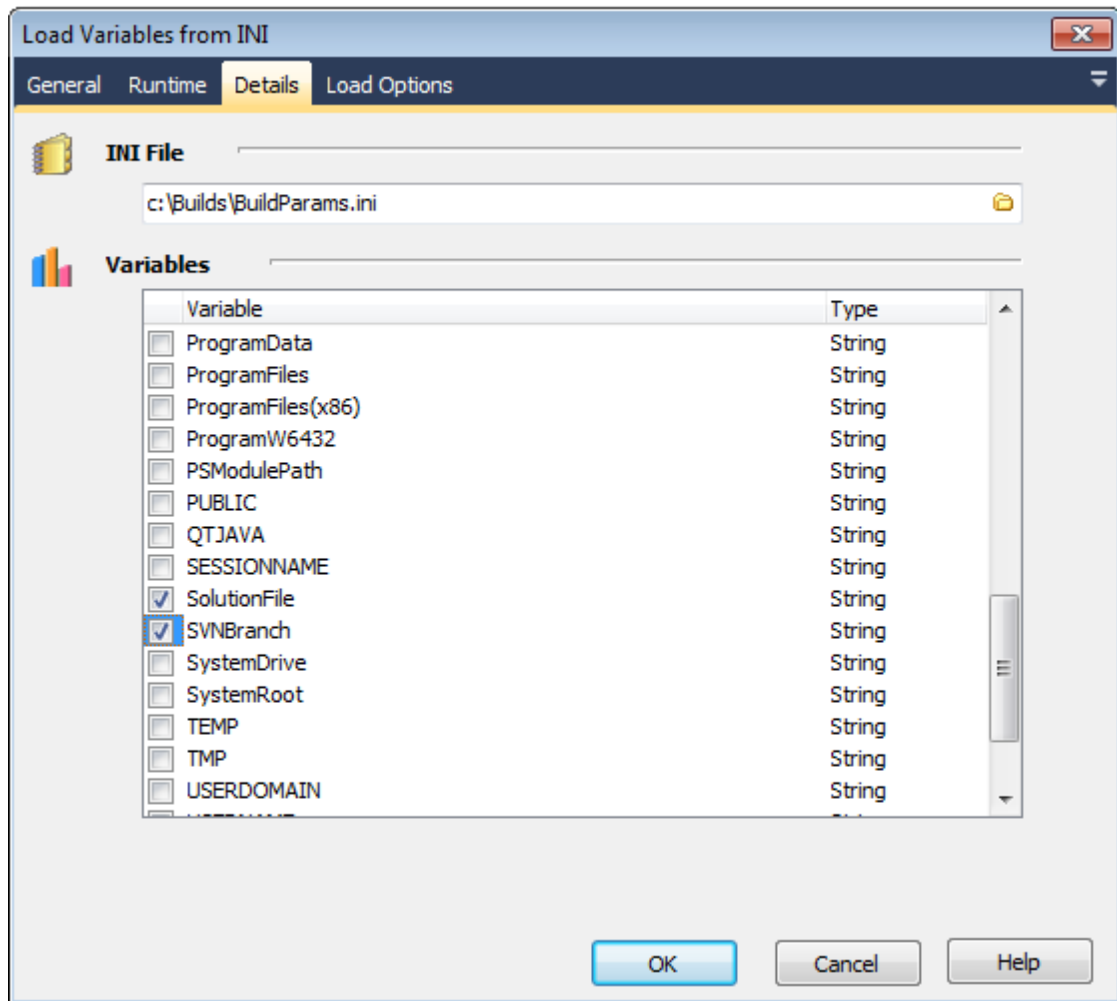 Load Variables from INI
General Runtime Details Load Options
INI File
c:\Builds\BuildParams.ini
Variables
Variable Type
ProgramData String
ProgramFiles String
ProgramFiles(x86) String
ProgramW6432 String
PSModulePath String
PUBLIC String
QTJAVA String
SESSIONNAME String
SolutionFile String
SVNBranch String
SystemDrive String
SystemRoot String
TEMP String
TMP String
USERDOMAIN String
OK Cancel Help